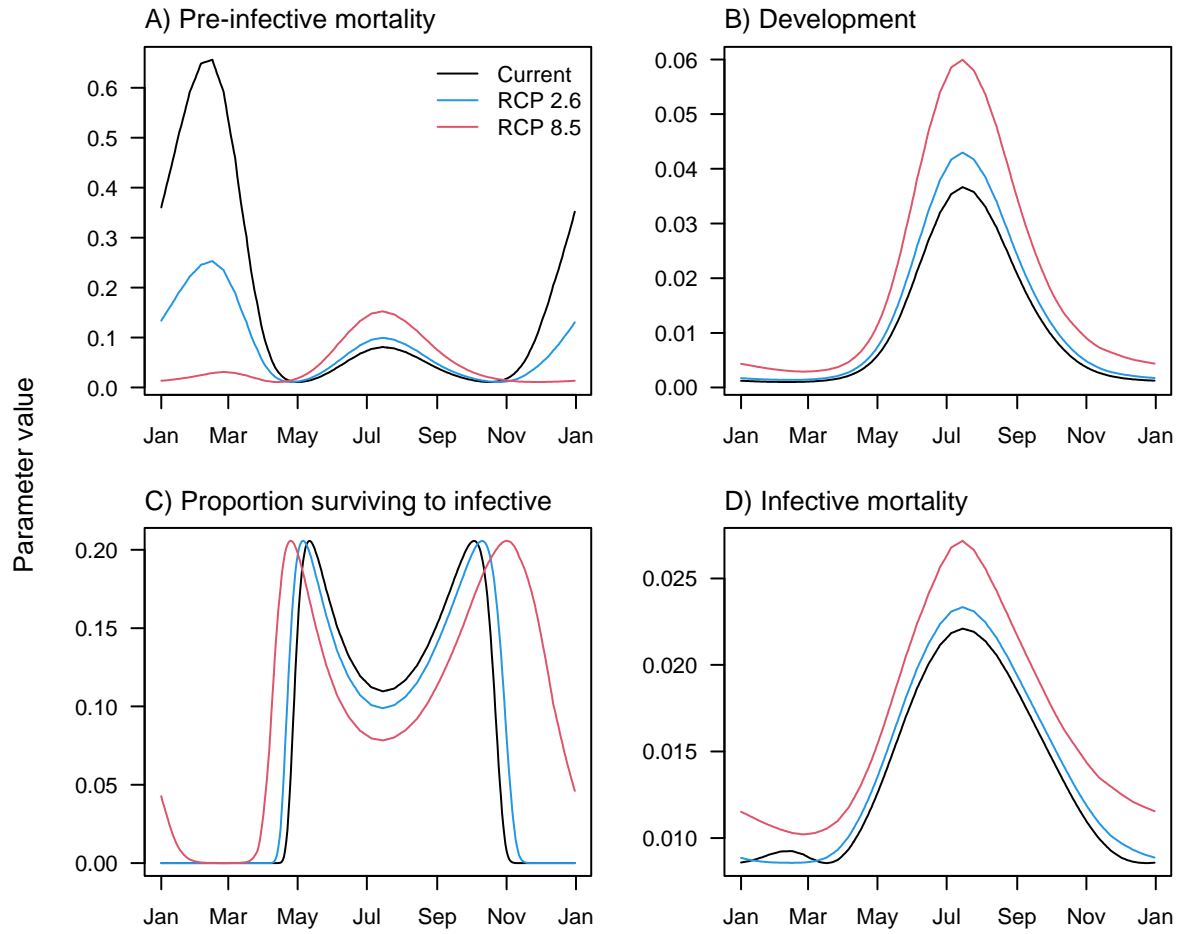 A) Pre-infective mortality
0.6
0.5
0.4
0.3
0.2
0.1
0.0
Current
RCP 2.6
RCP 8.5
Jan Mar May Jul Sep Nov Jan
B) Development
0.06
0.05
0.04
0.03
0.02
0.01
0.00
Jan Mar May Jul Sep Nov Jan
Parameter value
C) Proportion surviving to infective
0.20
0.15
0.10
0.05
0.00
Jan Mar May Jul Sep Nov Jan
D) Infective mortality
0.025
0.020
0.015
0.010
Jan Mar May Jul Sep Nov Jan